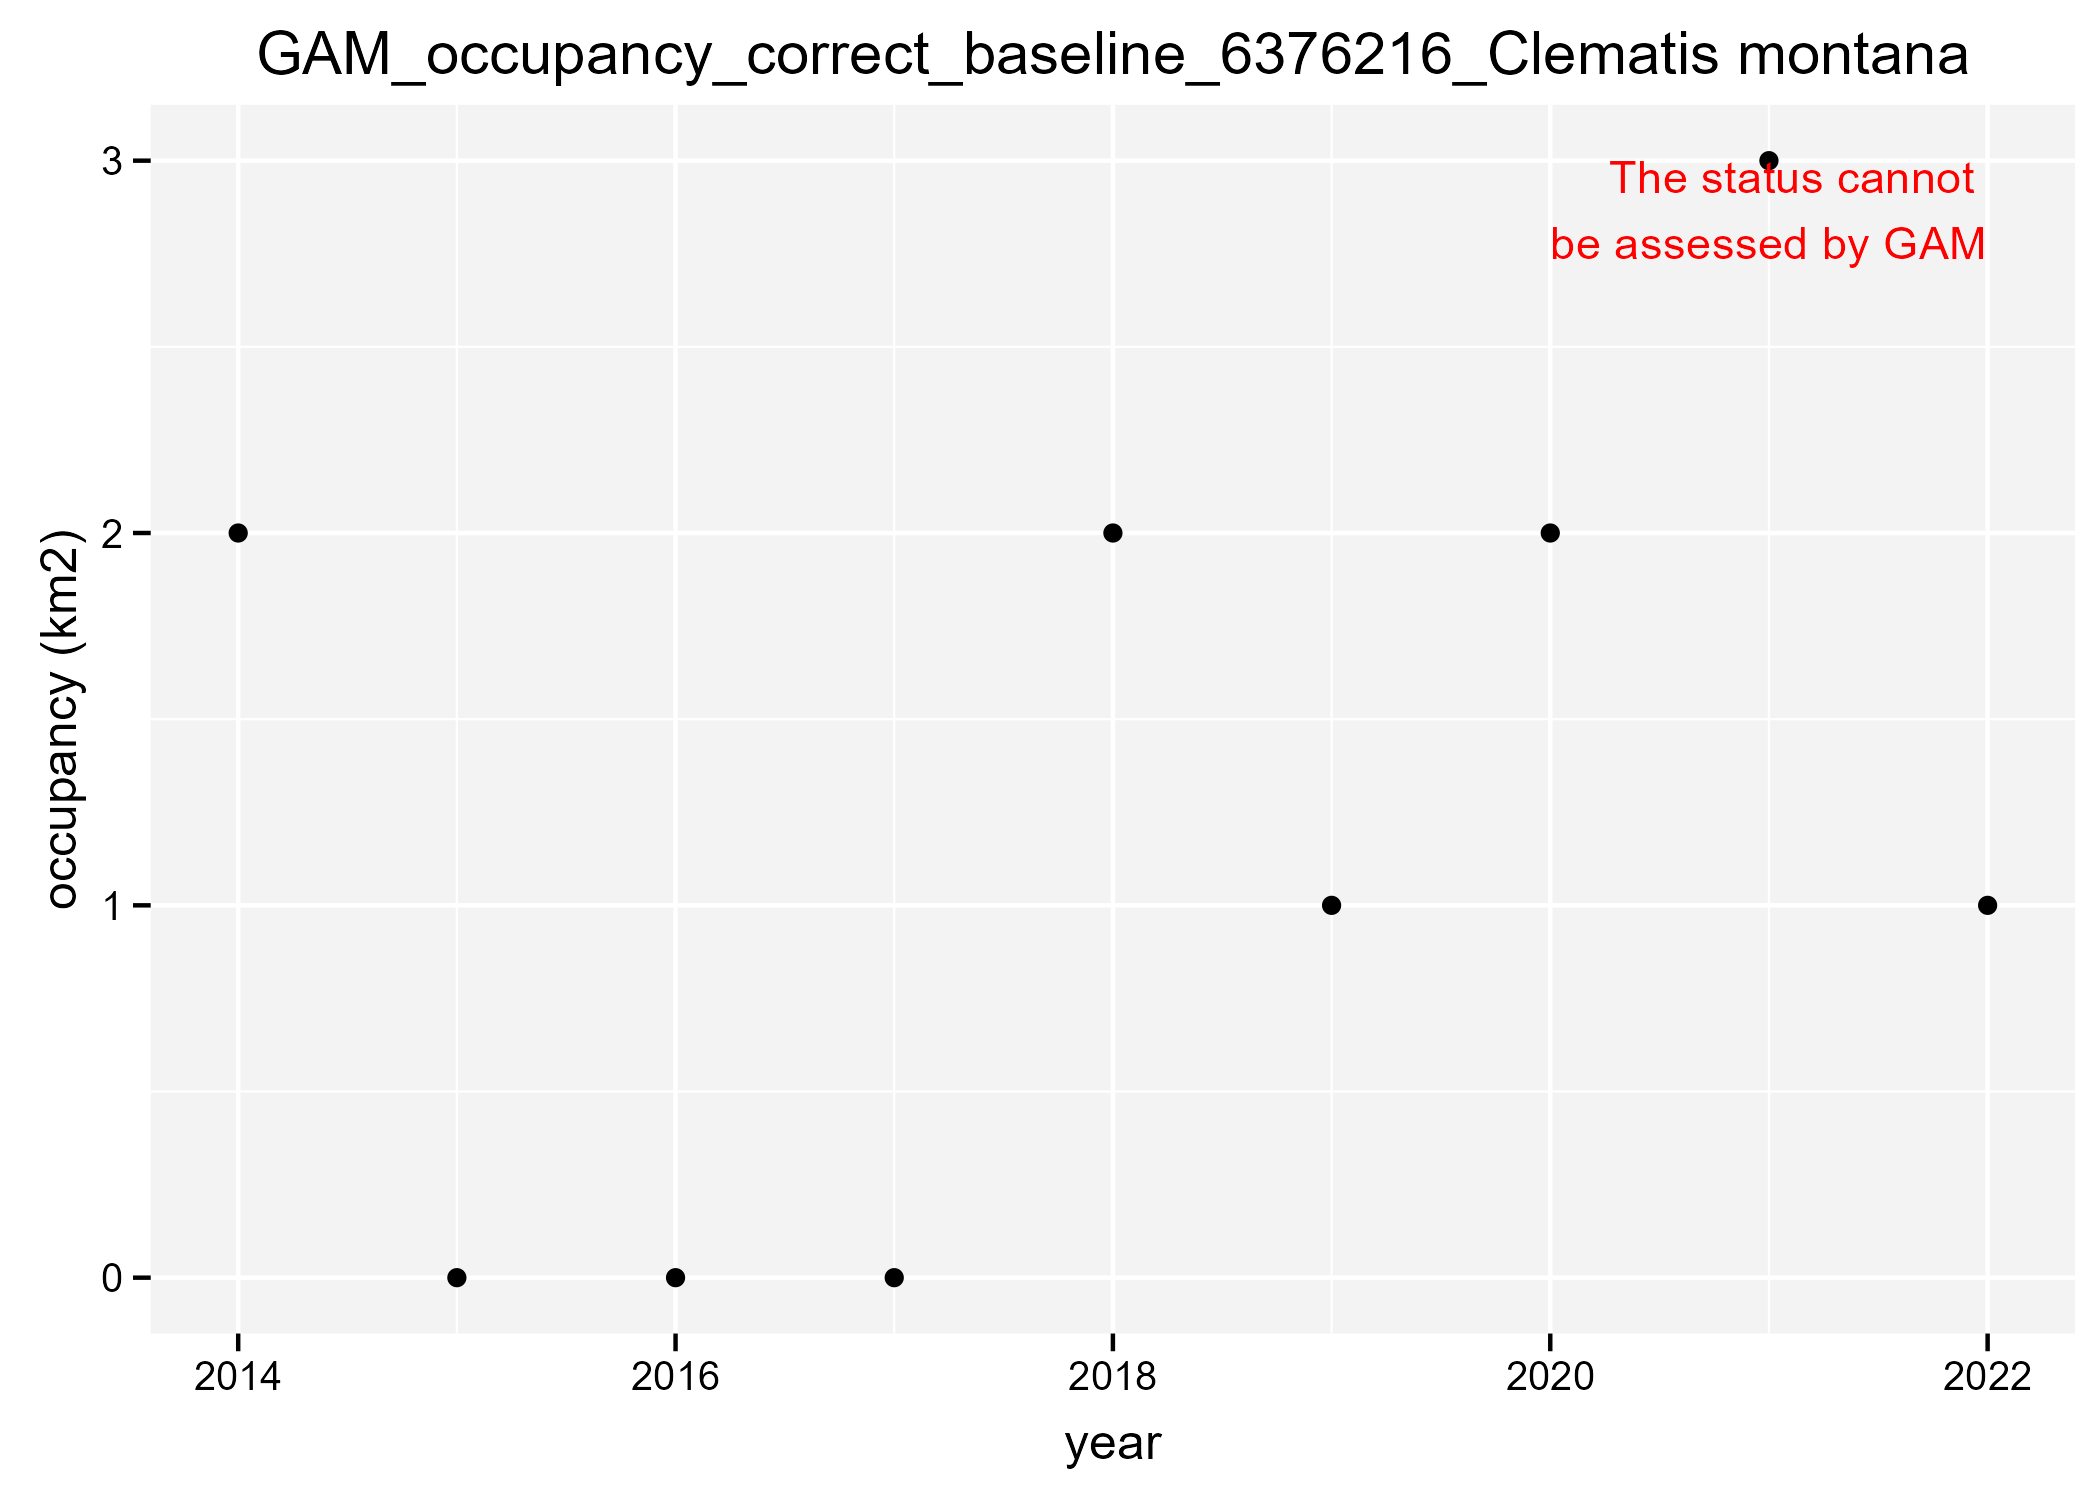 GAM_occupancy_correct_baseline_6376216_Clematis montana
3
The status cannot
be assessed by GAM
2
occupancy (km2)
1
0
2014 2016 2018 2020 2022
year